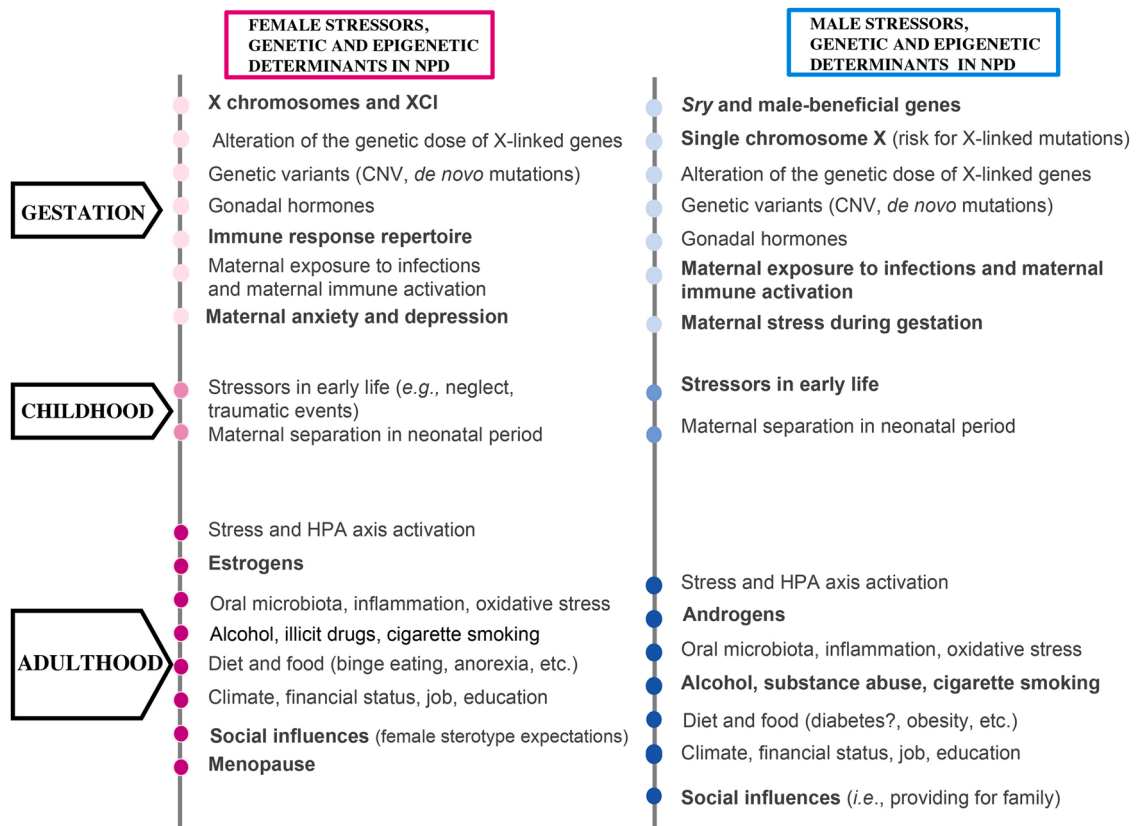 FEMALE STRESSORS,
GENETIC AND EPIGENETIC
DETERMINANTS IN NPD
X chromosomes and XCI
Alteration of the genetic dose of X-linked genes
Genetic variants (CNV, de novo mutations)
GESTATION
Gonadal hormones
Immune response repertoire
Maternal exposure to infections
and maternal immune activation
Maternal anxiety and depression
CHILDHOOD
Stressors in early life (e.g., neglect,
traumatic events)
Maternal separation in neonatal period
Stress and HPA axis activation
Estrogens
Oral microbiota, inflammation, oxidative stress
Alcohol, illicit drugs, cigarette smoking
ADULTHOOD
Diet and food (binge eating, anorexia, etc.)
Climate, financial status, job, education
Social influences (female sterotype expectations)
Menopause
MALE STRESSORS,
GENETIC AND EPIGENETIC
DETERMINANTS IN NPD
Sry and male-beneficial genes
Single chromosome X (risk for X-linked mutations)
Alteration of the genetic dose of X-linked genes
Genetic variants (CNV, de novo mutations)
Gonadal hormones
Maternal exposure to infections and maternal
immune activation
Maternal stress during gestation
Stressors in early life
Maternal separation in neonatal period
Stress and HPA axis activation
Androgens
Oral microbiota, inflammation, oxidative stress
Alcohol, substance abuse, cigarette smoking
Diet and food (diabetes?, obesity, etc.)
Climate, financial status, job, education
Social influences (i.e., providing for family)